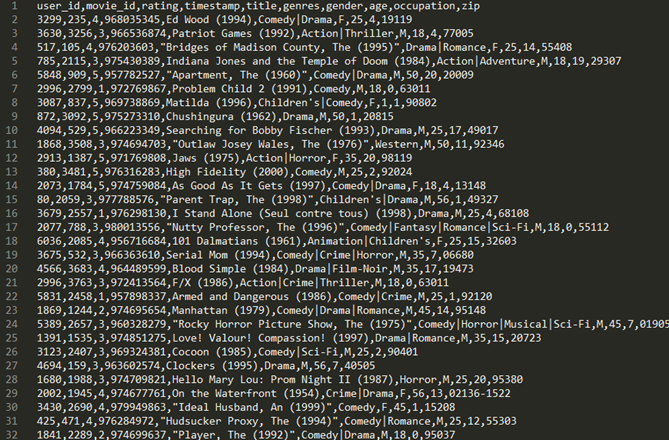 1 user_id,movie_id,rating,timestamp,title,genres,gender,age,occupation,zip
2 3299,235,4,968035345,Ed Wood (1994),Comedy|Drama,F,25,4,19119
3 3630,3256,3,966536874,Patriot Games (1992),Action|Thriller,M,18,4,77005
4 517,105,4,976203603,"Bridges of Madison County, The (1995)",Drama|Romance,F,25,14,55408
5 785,2115,3,975430389,Indiana Jones and the Temple of Doom (1984),Action|Adventure,M,18,19,29307
6 5848,909,5,957782527,"Apartment, The (1960)",Comedy|Drama,M,50,20,20009
7 2996,2799,1,972769867,Problem Child 2 (1991),Comedy,M,18,0,63011
8 3087,837,5,969738869,Matilda (1996),Children's|Comedy,F,1,1,90802
9 872,3092,5,975273310,Chushingura (1962),Drama,M,50,1,20815
10 4094,529,5,966223349,Searching for Bobby Fischer (1993),Drama,M,25,17,49017
11 1868,3508,3,974694703,"Outlaw Josey Wales, The (1976)",Western,M,50,11,92346
12 2913,1387,5,971769808,Jaws (1975),Action|Horror,F,35,20,98119
13 380,3481,5,976316283,High Fidelity (2000),Comedy,M,25,2,92024
14 2073,1784,5,974759084,As Good As It Gets (1997),Comedy|Drama,F,18,4,13148
15 80,2059,3,977788576,"Parent Trap, The (1998)",Children's|Drama,M,56,1,49327
16 3679,2557,1,976298130,I Stand Alone (Seul contre tous) (1998),Drama,M,25,4,68108
17 2077,788,3,980013556,"Nutty Professor, The (1996)",Comedy|Fantasy|Romance|Sci-Fi,M,18,0,55112
18 6036,2085,4,956716684,101 Dalmatians (1961),Animation|Children's,F,25,15,32603
19 3675,532,3,966363610,Serial Mom (1994),Comedy|Crime|Horror,M,35,7,06680
20 4566,3683,4,964489599,Blood Simple (1984),Drama|Film-Noir,M,35,17,19473
21 2996,3763,3,972413564,F/X (1986),Action|Crime|Thriller,M,18,0,63011
22 5831,2458,1,957898337,Armed and Dangerous (1986),Comedy|Crime,M,25,1,92120
23 1869,1244,2,974695654,Manhattan (1979),Comedy|Drama|Romance,M,45,14,95148
24 5389,2657,3,960328279,"Rocky Horror Picture Show, The (1975)",Comedy|Horror|Musical|Sci-Fi,M,45,7,01905
25 1391,1535,3,974851275,Love! Valour! Compassion! (1997),Drama|Romance,M,35,15,20723
26 3123,2407,3,969324381,Cocoon (1985),Comedy|Sci-Fi,M,25,2,90401
27 4694,159,3,963602574,Clockers (1995),Drama,M,56,7,40505
28 1680,1988,3,974709821,Hello Mary Lou: Prom Night II (1987),Horror,M,25,20,95380
29 2002,1945,4,974677761,On the Waterfront (1954),Crime|Drama,F,56,13,02136-1522
30 3430,2690,4,979949863,"Ideal Husband, An (1999)",Comedy,F,45,1,15208
31 425,471,4,976284972,"Hudsucker Proxy, The (1994)",Comedy|Romance,M,25,12,55303
32 1841,2289,2,974699637,"Player, The (1992)",Comedy|Drama,M,18,0,95037